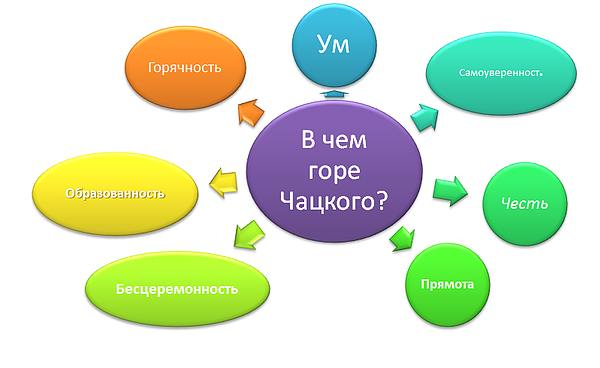 Ум
Горячность
Самоуверенность
В чем
горе
Чацкого?
Образованность
Честь
Бесцеремонность
Прямота